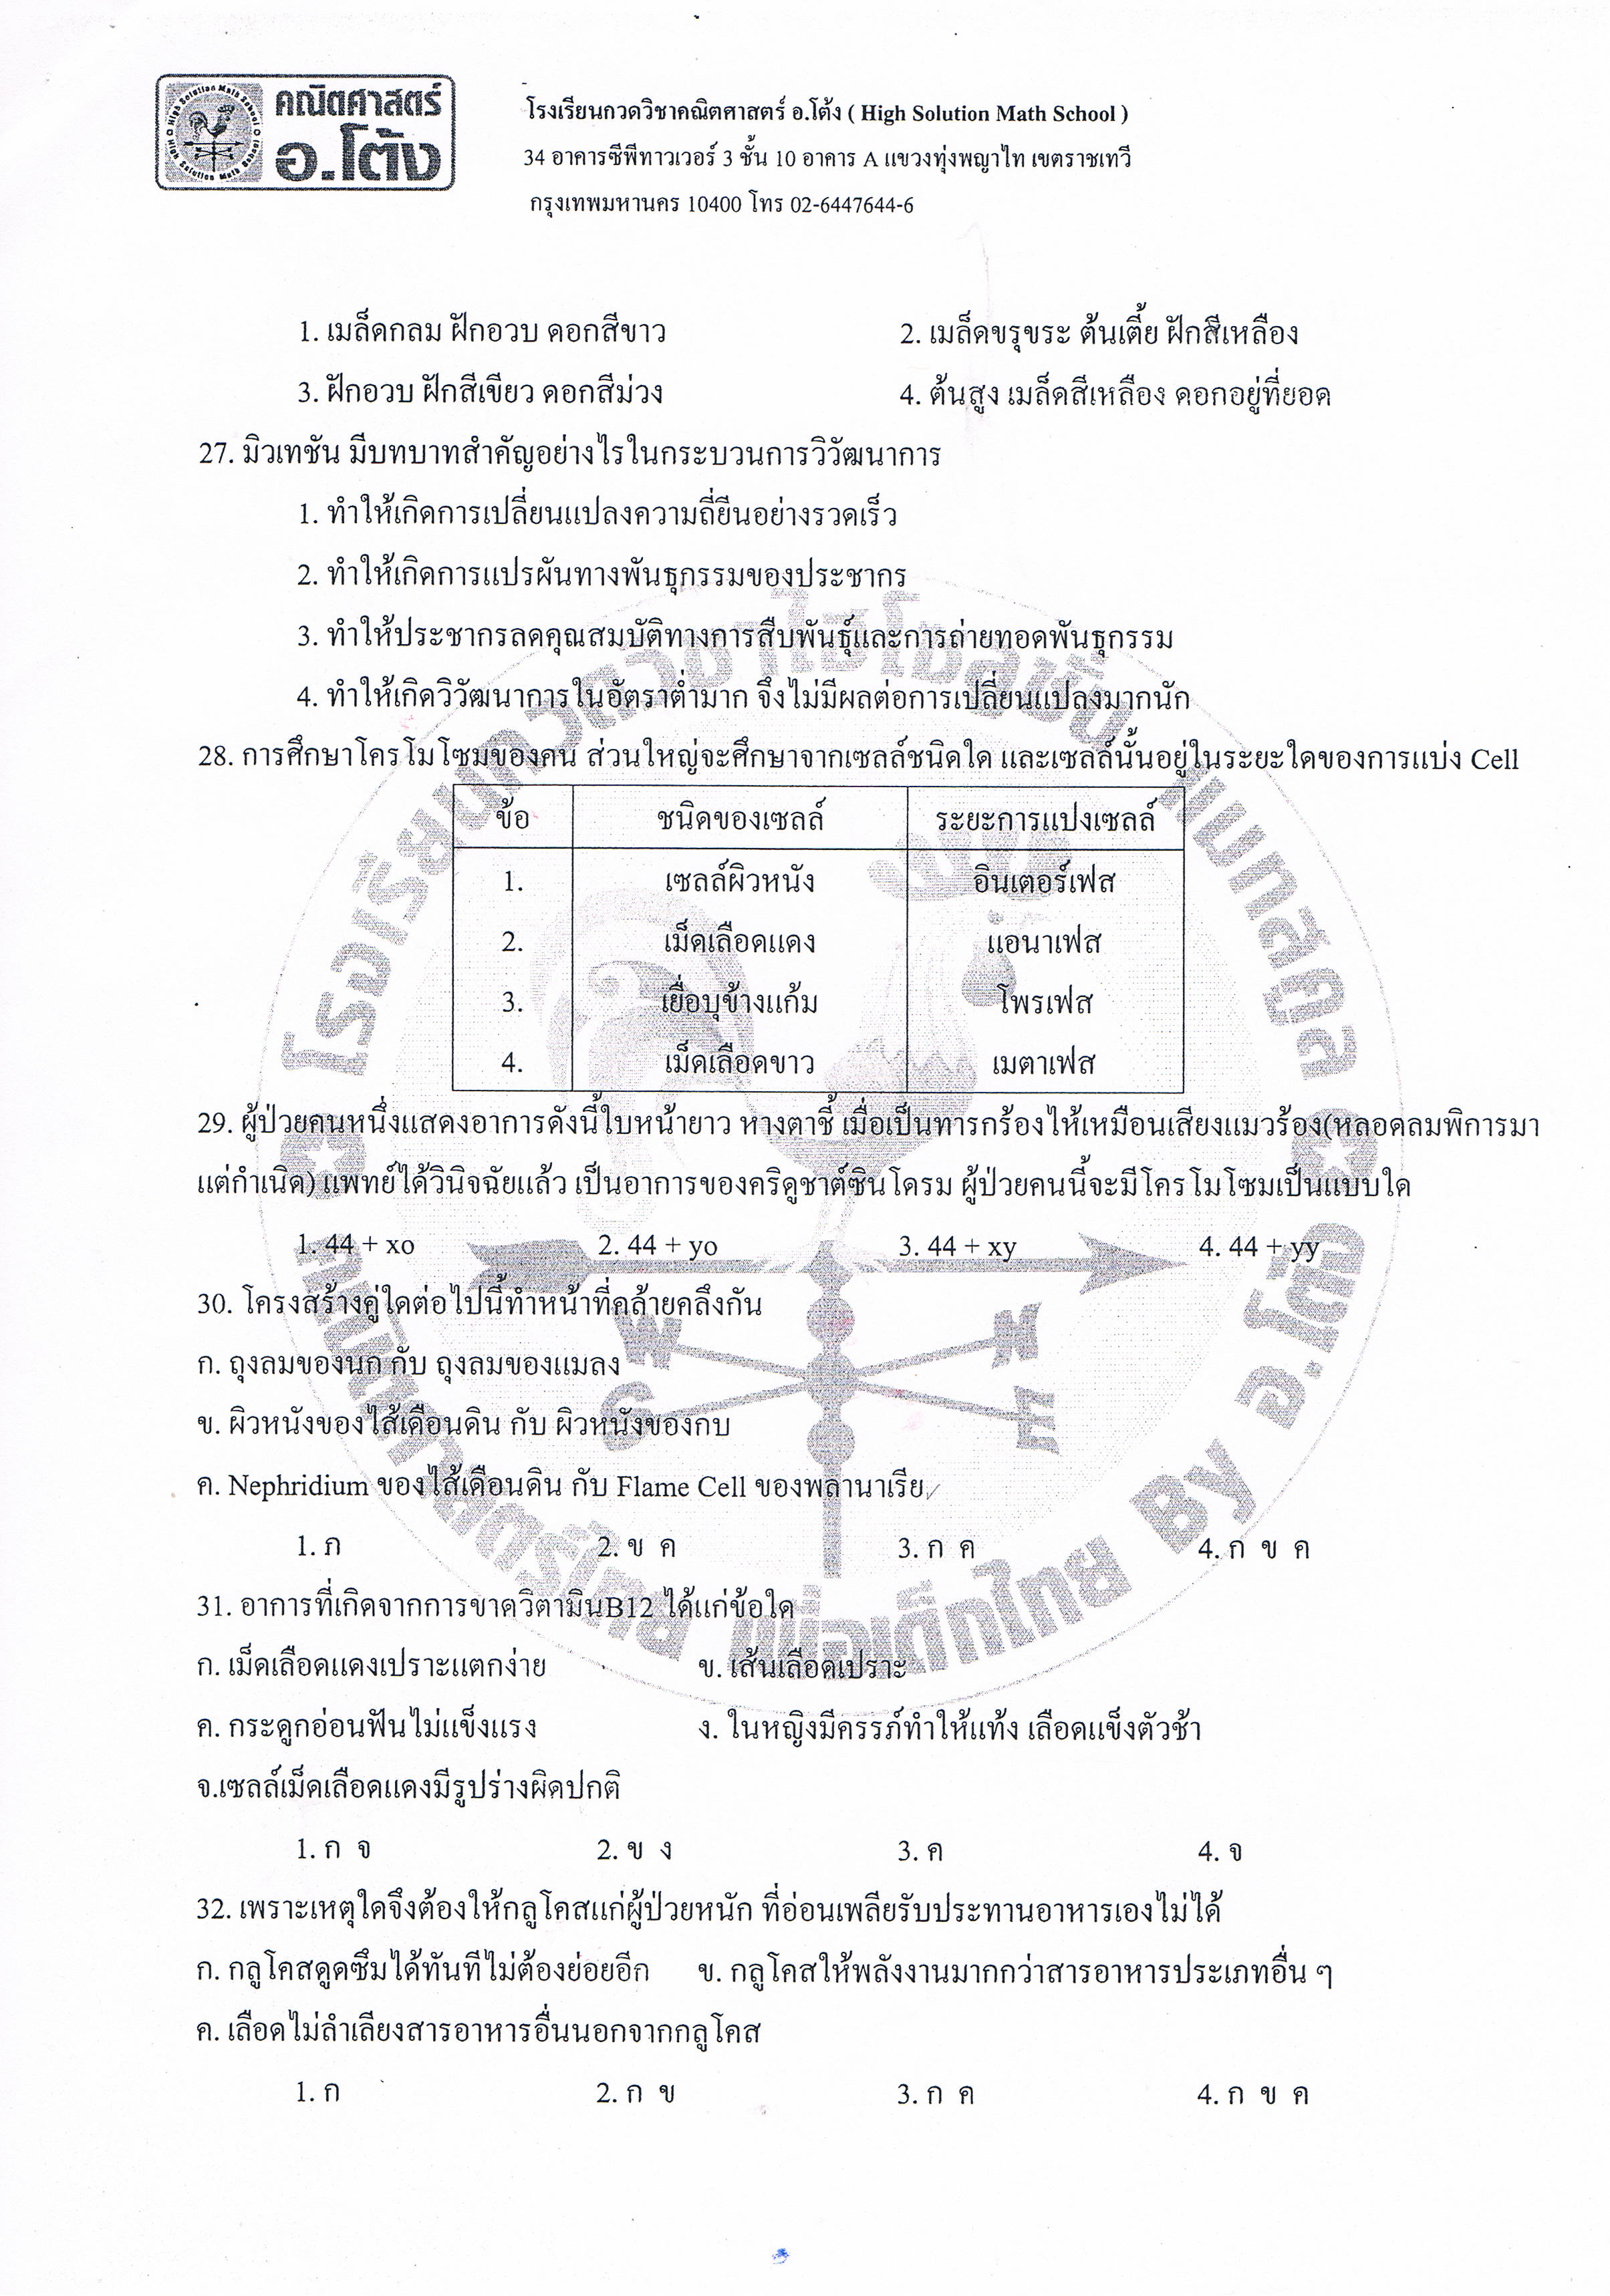 คณิตศาสตร์
อ.โต้ง
High Solution Math School
High Solution Math School
โรงเรียนกวดวิชาคณิตศาสตร์ อ.โต้ง ( High Solution Math School )
34 อาคารซีพีทาวเวอร์ 3 ชั้น 10 อาคาร A แขวงทุ่งพญาไท เขตราชเทวี
กรุงเทพมหานคร 10400 โทร 02-6447644-6
1. เมล็ดกลม ฝักอวบ ดอกสีขาว 2. เมล็ดขรุขระ ต้นเตี้ย ฝักสีเหลือง
3. ฝักอวบ ฝักสีเขียว ดอกสีม่วง 4. ต้นสูง เมล็ดสีเหลือง ดอกอยู่ที่ยอด
27. มิวเทชัน มีบทบาทสำคัญอย่างไรในกระบวนการวิวัฒนาการ
1. ทำให้เกิดการเปลี่ยนแปลงความถี่ยีนอย่างรวดเร็ว
2. ทำให้เกิดการแปรผันทางพันธุกรรมของประชากร
3. ทำให้ประชากรลดคุณสมบัติทางการสืบพันธุ์และการถ่ายทอดพันธุกรรม
4. ทำให้เกิดวิวัฒนาการในอัตราต่ำมาก จึงไม่มีผลต่อการเปลี่ยนแปลงมากนัก
28. การศึกษาโครโมโซมของคน ส่วนใหญ่จะศึกษาจากเซลล์ชนิดใด และเซลล์นั้นอยู่ในระยะใดของการแบ่ง Cell
ข้อ ชนิดของเซลล์ ระยะการแปงเซลล์
1. เซลล์ผิวหนัง อินเตอร์เฟส
2. เม็ดเลือดแดง แอนาเฟส
3. เยื่อบุข้างแก้ม โพรเฟส
4. เม็ดเลือดขาว เมตาเฟส
29. ผู้ป่วยคนหนึ่งแสดงอาการดังนี้ใบหน้ายาว หางตาชี้ เมื่อเป็นทารกร้องไห้เหมือนเสียงแมวร้อง(หลอดลมพิการมา
แต่กำเนิด) แพทย์ได้วินิจฉัยแล้ว เป็นอาการของคริดูชาต์ซินโดรม ผู้ป่วยคนนี้จะมีโครโมโซมเป็นแบบใด
1. 44 + xo 2. 44 + yo 3. 44 + xy 4. 44 + yy
30. โครงสร้างคู่ใดต่อไปนี้ทำหน้าที่คล้ายคลึงกัน
ก. ถุงลมของนก กับ ถุงลมของแมลง
ข. ผิวหนังของไส้เดือนดิน กับ ผิวหนังของกบ
ค. Nephridium ของไส้เดือนดิน กับ Flame Cell ของพลานาเรีย
1. ภ 2. ข ค 3. ก ค 4. ก ข ค
31. อาการที่เกิดจากการขาดวีตามินB12 ได้แก่ข้อใด
ก. เม็ดเลือดแดงเปราะแตกง่าย ข. เส้นเลือดเปราะ
ค. กระดูกอ่อนฟันไม่แข็งแรง ง. ในหญิงมีครรภ์ทำให้แท้ง เลือดแข็งตัวช้า
จ.เซลล์เม็ดเลือดแดงมีรูปร่างผิดปกติ
1. ก จ 2. ข ง 3. ค 4. จ
32. เพราะเหตุใดจึงต้องให้กลูโคสแก่ผู้ป่วยหนัก ที่อ่อนเพลียรับประทานอาหารเองไม่ได้
ก. กลูโคสดูดซึมได้ทันทีไม่ต้องย่อยอีก ข. กลูโคสให้พลังงานมากกว่าสารอาหารประเภทอื่น ๆ
ค. เลือดไม่ลำเลียงสารอาหารอื่นนอกจากกลูโคส
1. ก 2. ก ข 3. ก ค 4. ก ข ค